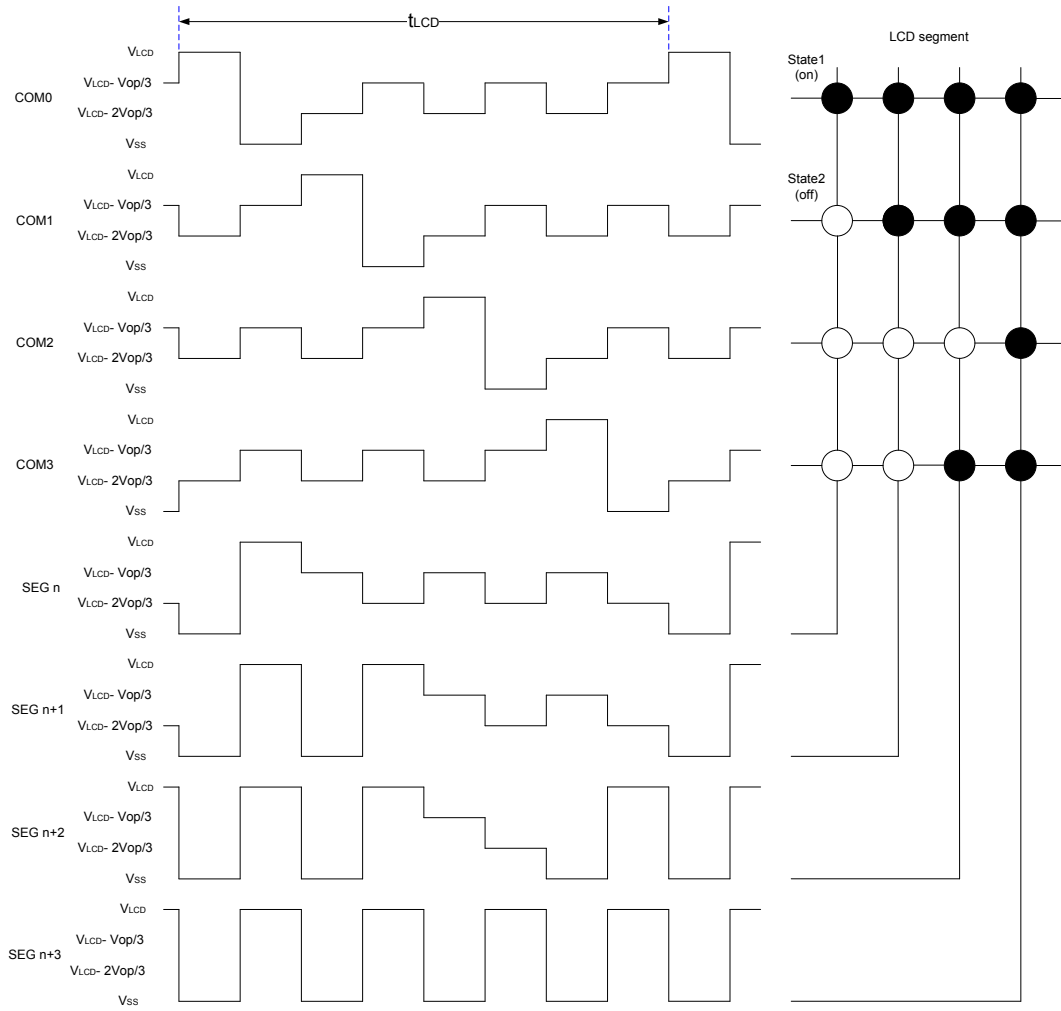 tLCD
LCD segment
State1
(on)
State2
(off)
COM0
VLCD
VLCD- Vop/3
VLCD- 2Vop/3
VSS
COM1
VLCD
VLCD- Vop/3
VLCD- 2Vop/3
VSS
COM2
VLCD
VLCD- Vop/3
VLCD- 2Vop/3
VSS
COM3
VLCD
VLCD- Vop/3
VLCD- 2Vop/3
VSS
SEG n
VLCD
VLCD- Vop/3
VLCD- 2Vop/3
VSS
SEG n+1
VLCD
VLCD- Vop/3
VLCD- 2Vop/3
VSS
SEG n+2
VLCD
VLCD- Vop/3
VLCD- 2Vop/3
VSS
SEG n+3
VLCD
VLCD- Vop/3
VLCD- 2Vop/3
VSS